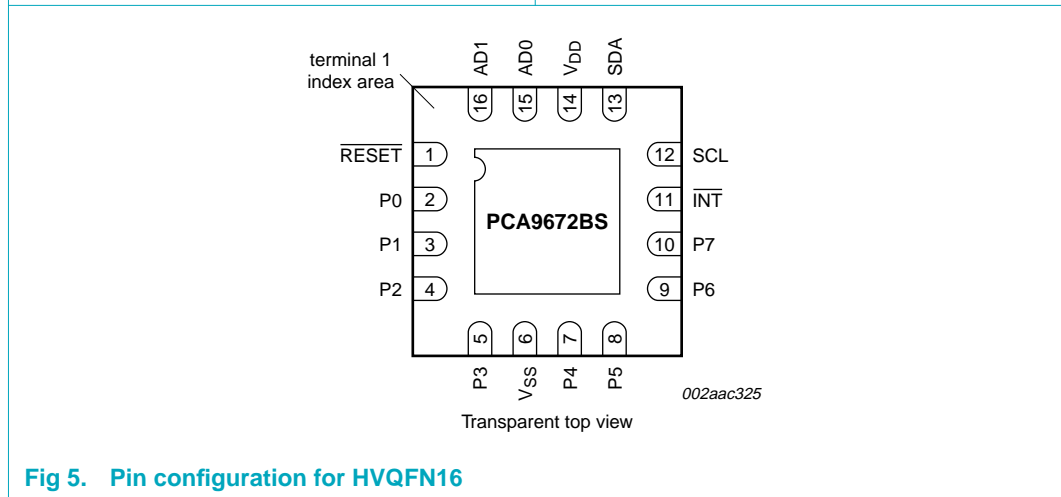 terminal 1
index area
AD1
AD0
VDD
SDA
16
15
14
13
RESET 1
12 SCL
P0 2
11 INT
PCA9672BS
P1 3
10 P7
P2 4
9 P6
5
6
7
8
P3
VSS
P4
P5
002aac325
Transparent top view
Fig 5. Pin configuration for HVQFN16